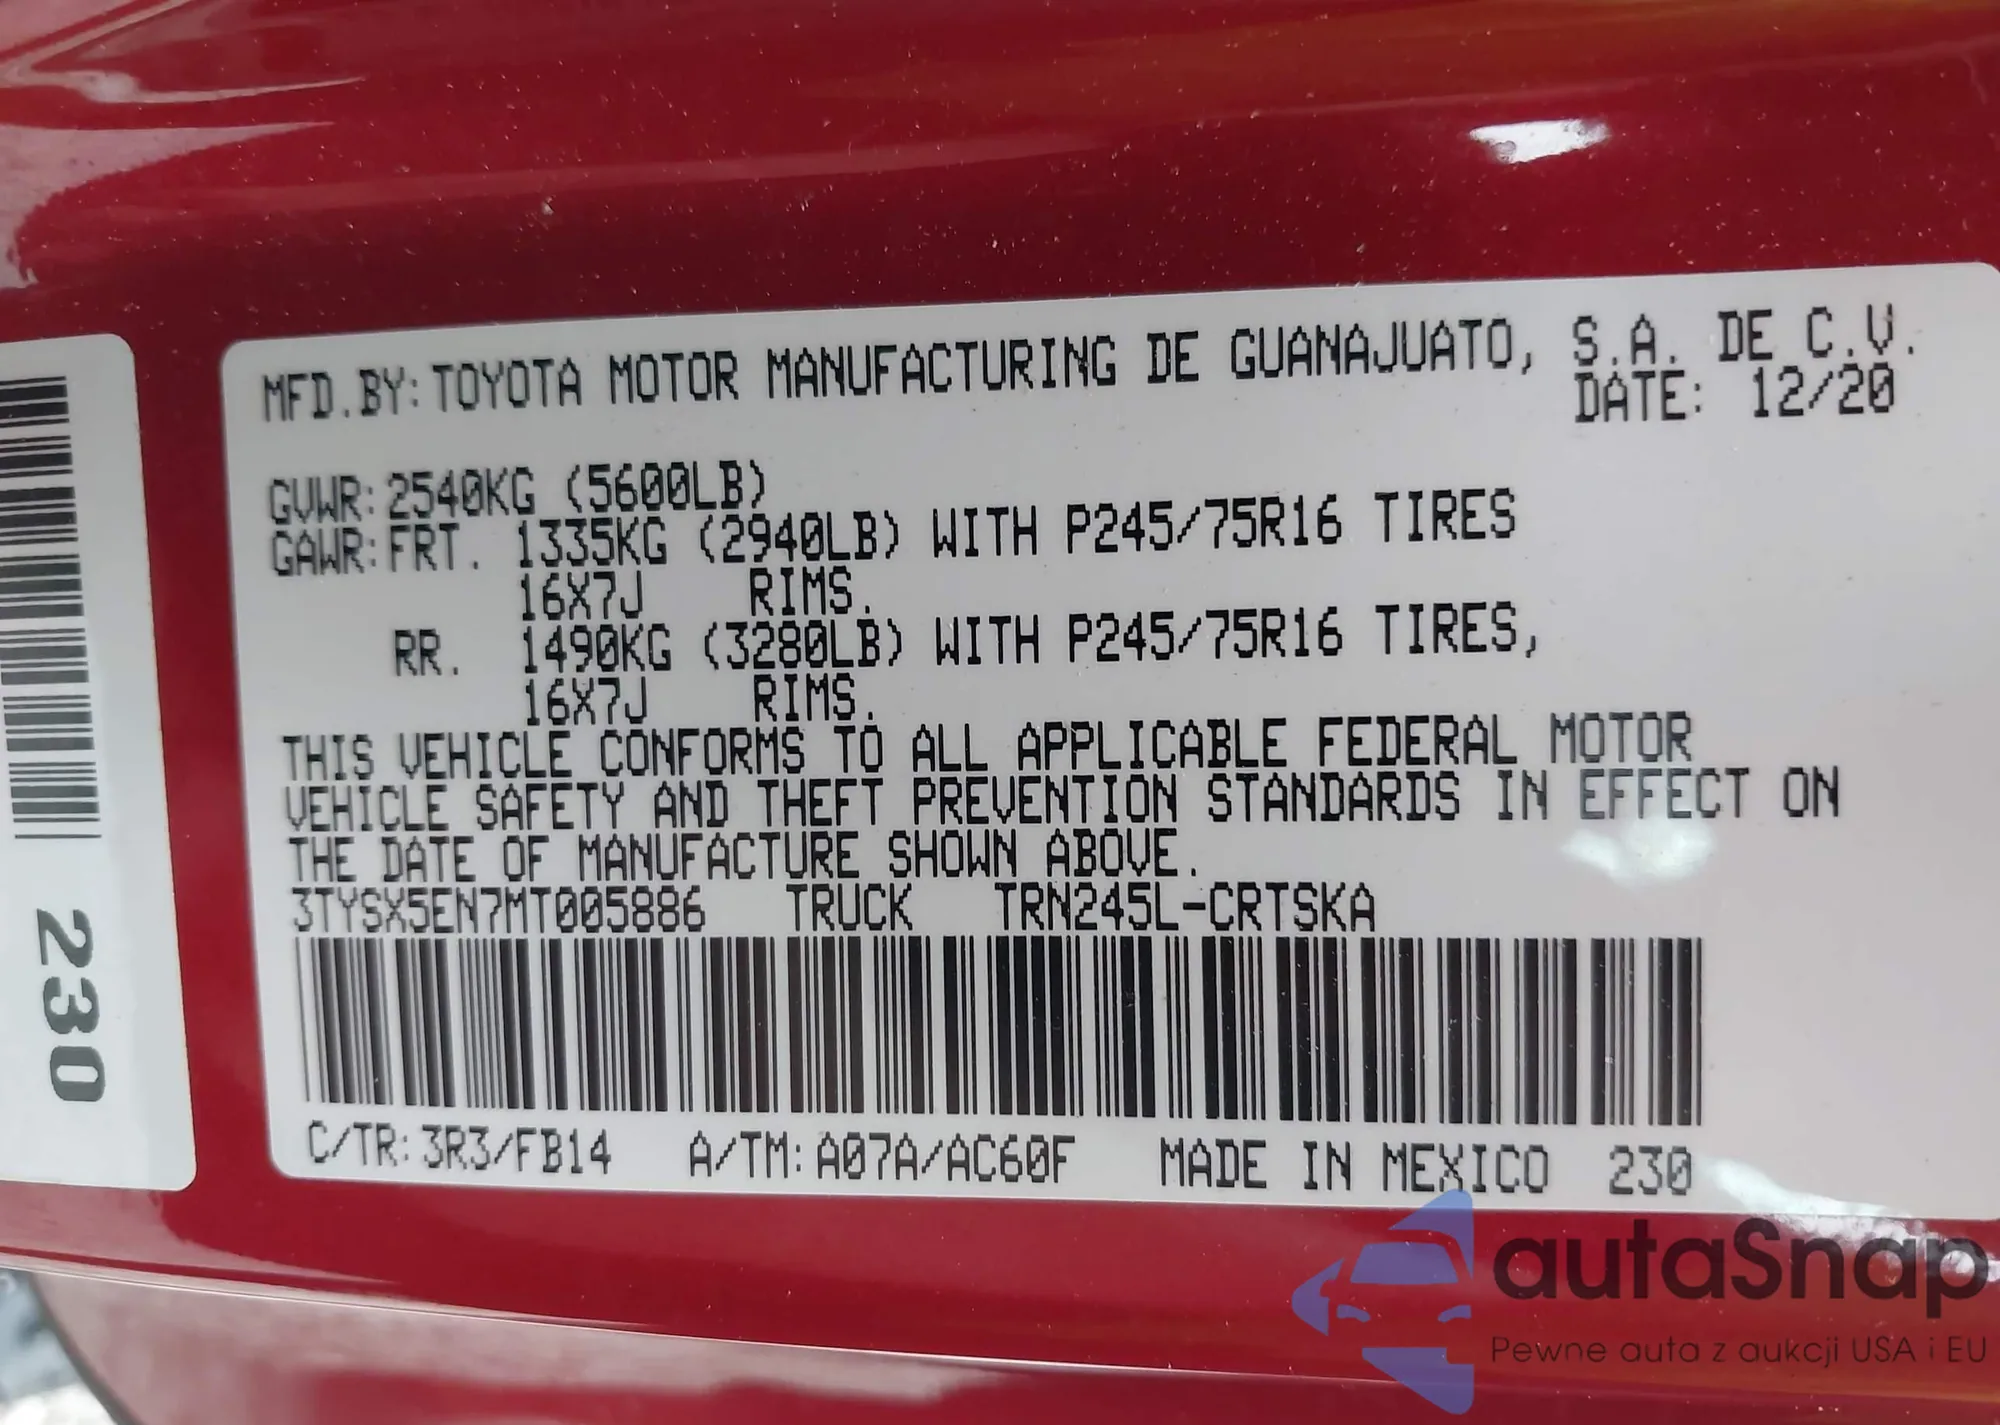 MFD.BY: TOYOTA MOTOR MANUFACTURING DE GUANAJUATO, S.A. DE C.V.
DATE: 12/20
GVWR: 2540KG (5600LB)
GAWR: FRT. 1335KG (2940LB) WITH P245/75R16 TIRES
16X7J RIMS.
RR. 1490KG (3280LB) WITH P245/75R16 TIRES,
16X7J RIMS.
THIS VEHICLE CONFORMS TO ALL APPLICABLE FEDERAL MOTOR
VEHICLE SAFETY AND THEFT PREVENTION STANDARDS IN EFFECT ON
THE DATE OF MANUFACTURE SHOWN ABOVE.
3TYSX5EN7MT005886 TRUCK TRN245L-CRTSKA
C/TR: 3R3/FB14 A/TM: A07A/AC60F MADE IN MEXICO 230
230
autaSnap
Pewne auta z aukcji USA i EU